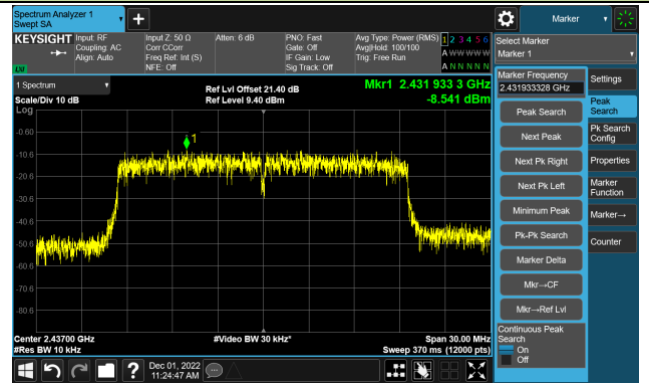 Spectrum Analyzer 1
Swept SA
Marker
KEYSIGHT
Input: RF
Coupling: AC
Align: Auto
Input Z: 50 Ω
Corr CCorr
Freq Ref: Int (S)
NFE: Off
Atten: 6 dB
PNO: Fast
Gate: Off
IF Gain: Low
Sig Track: Off
Avg Type: Power (RMS)
Avg|Hold: 100/100
Trig: Free Run
1 2 3 4 5 6
A W W W W W
A N N N N N
Select Marker
Marker 1
LXI
1 Spectrum
Scale/Div 10 dB
Log
Ref Lvl Offset 21.40 dB
Ref Level 9.40 dBm
Mkr1 2.431 933 3 GHz
-8.541 dBm
1
-0.60
-10.6
-20.6
-30.6
-40.6
-50.6
-60.6
-70.6
-80.6
Center 2.43700 GHz
#Res BW 10 kHz
#Video BW 30 kHz*
Span 30.00 MHz
Sweep 370 ms (12000 pts)
Marker Frequency
2.431933328 GHz
Peak Search
Next Peak
Next Pk Right
Next Pk Left
Minimum Peak
Pk-Pk Search
Marker Delta
Mkr→CF
Mkr→Ref Lvl
Continuous Peak
Search
On
Off
Settings
Peak
Search
Pk Search
Config
Properties
Marker
Function
Marker→
Counter
?
Dec 01, 2022
11:24:47 AM